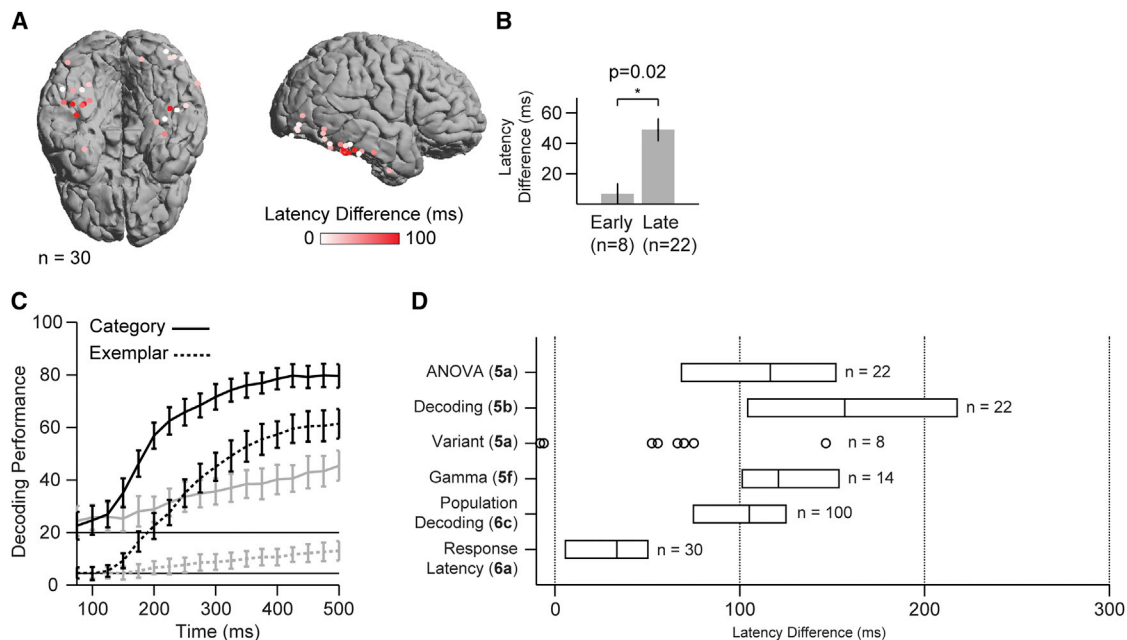 A
n = 30
Latency Difference (ms)
0
100
B
p=0.02
*
Latency
Difference (ms)
60
40
20
Early
(n=8)
Late
(n=22)
C
Category
Exemplar
Decoding Performance
100
80
60
40
20
0
100
200
300
400
500
Time (ms)
D
ANOVA (5a)
n = 22
Decoding (5b)
n = 22
Variant (5a)
n = 8
Gamma (5f)
n = 14
Population
Decoding (6c)
n = 100
Response
Latency (6a)
n = 30
0
100
200
300
Latency Difference (ms)